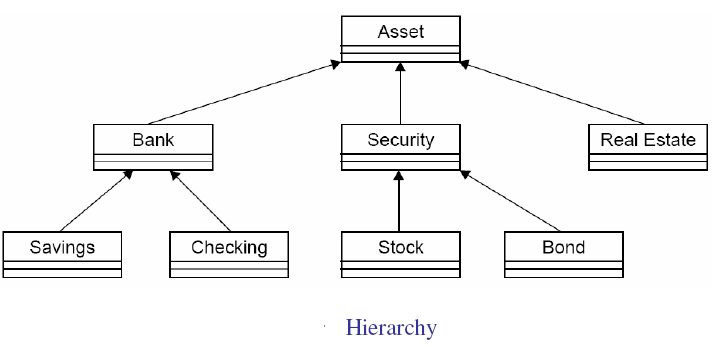 Asset
Bank Security Real Estate
Savings Checking Stock Bond
Hierarchy